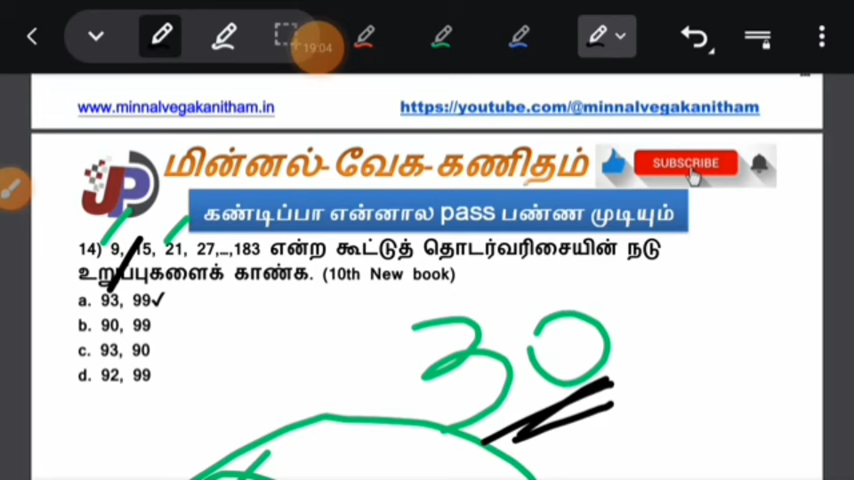 19:04
www.minnalvegakanitham.in
https://youtube.com/@minnalvegakanitham
JP
மின்னல்-வேக-கணிதம்
SUBSCRIBE
கண்டிப்பா என்னால pass பண்ண முடியும்
14) 9, 15, 21, 27,...,183 என்ற கூட்டுத் தொடர்வரிசையின் நடு
உறுப்புகளைக் காண்க. (10th New book)
a. 93, 99✓
b. 90, 99
c. 93, 90
d. 92, 99
30